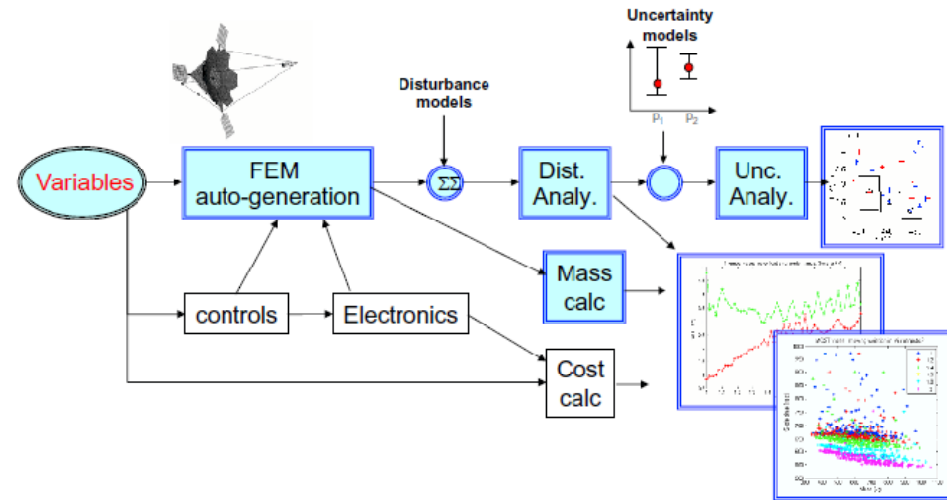 Uncertainty
models
Disturbance
models
p1 p2
Variables
FEM
auto-generation
ΣΣ
Dist.
Analy.
Unc.
Analy.
Mass
calc
controls
Electronics
Cost
calc